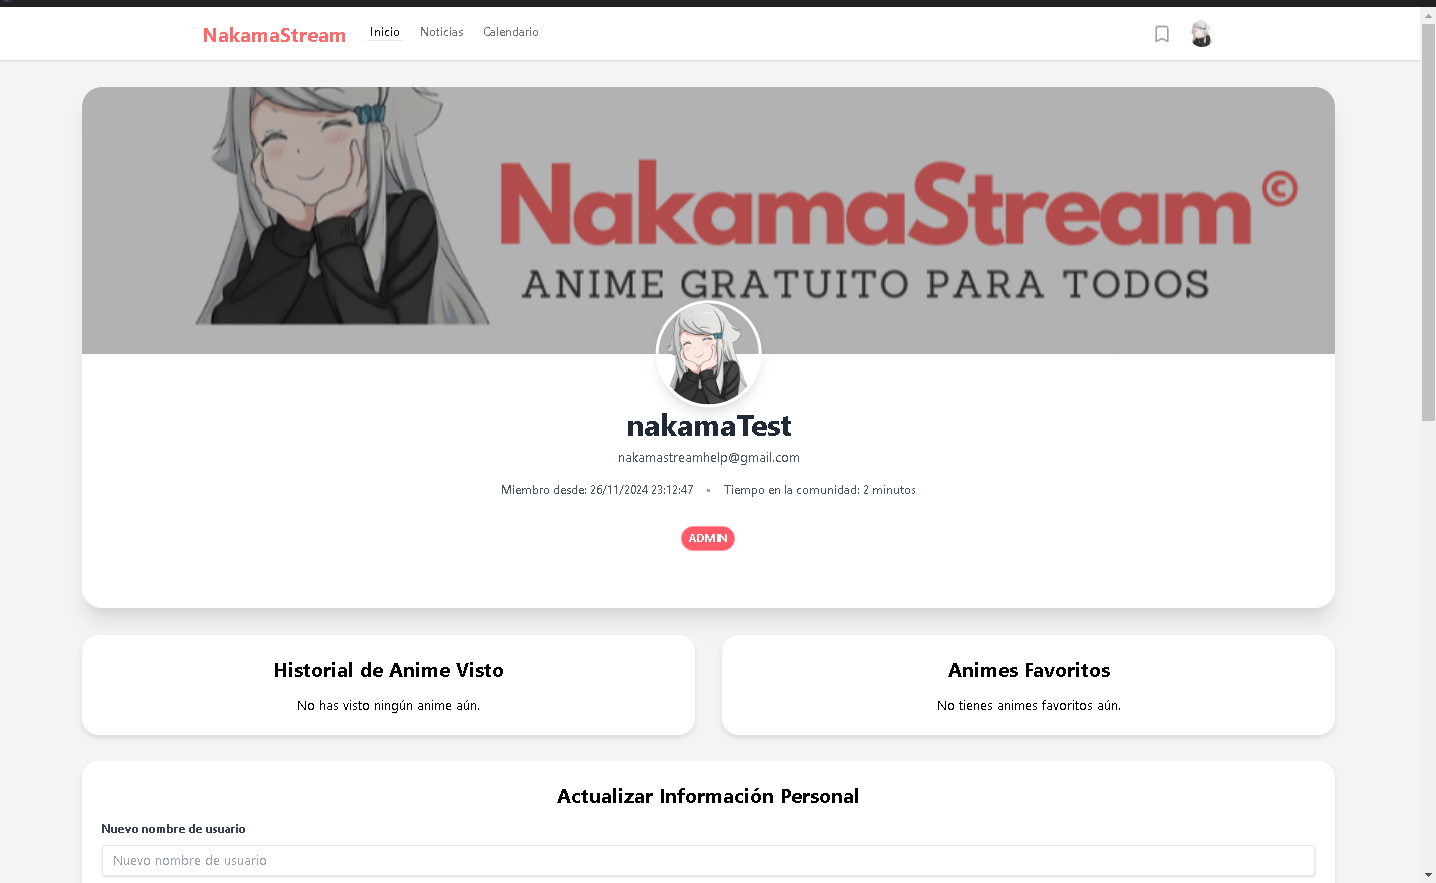 NakamaStream
Inicio
Noticias
Calendario
NakamaStream©
ANIME GRATUITO PARA TODOS
nakamaTest
nakamastreamhelp@gmail.com
Miembro desde: 26/11/2024 23:12:47 • Tiempo en la comunidad: 2 minutos
ADMIN
Historial de Anime Visto
No has visto ningún anime aún.
Animes Favoritos
No tienes animes favoritos aún.
Actualizar Información Personal
Nuevo nombre de usuario
Nuevo nombre de usuario